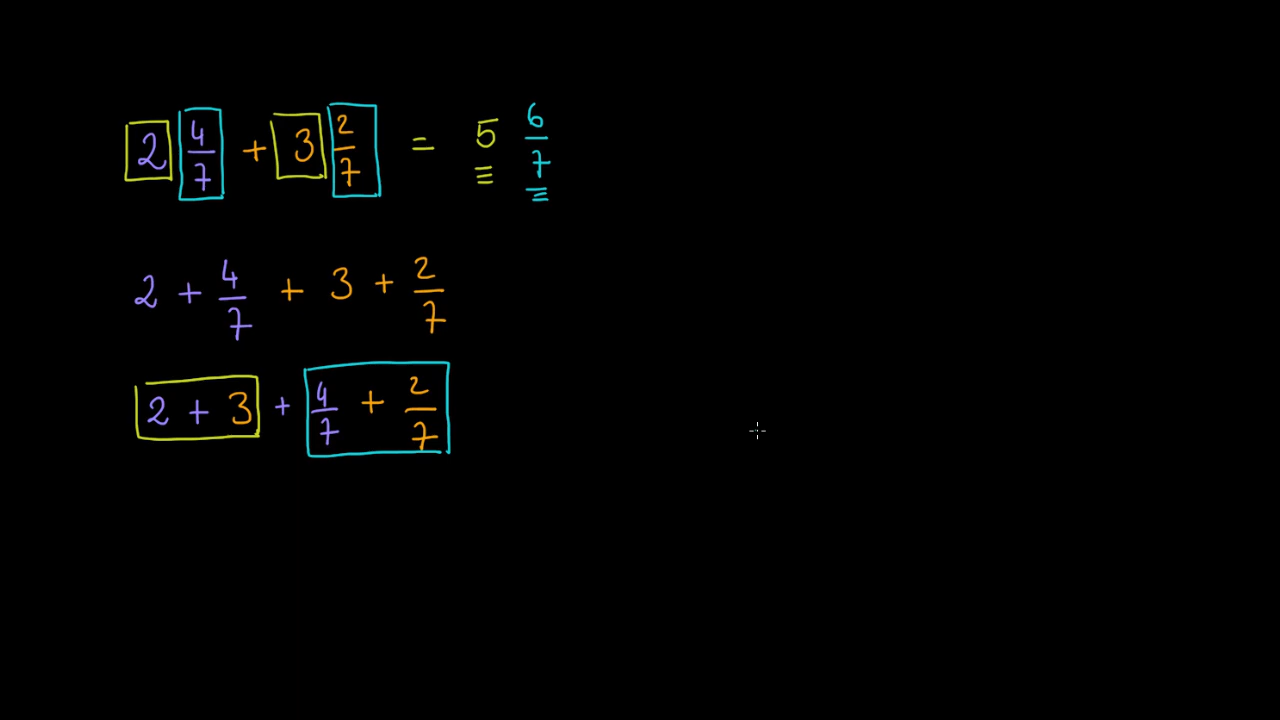 2 4/7 + 3 2/7 = 5 6/7
2 + 4/7 + 3 + 2/7
2 + 3 + 4/7 + 2/7